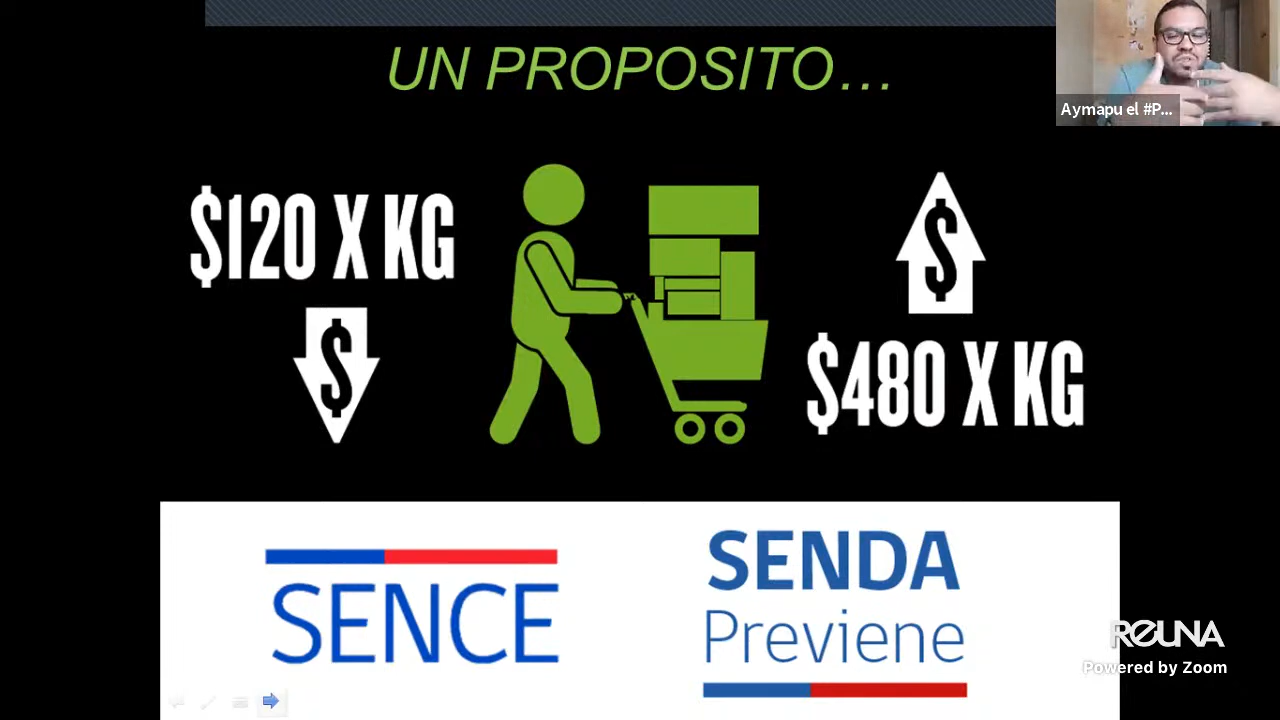 UN PROPOSITO...
Aymapu el #P...
$120 X KG
$
$
$480 X KG
SENCE
SENDA
Previene
REUNA
Powered by Zoom